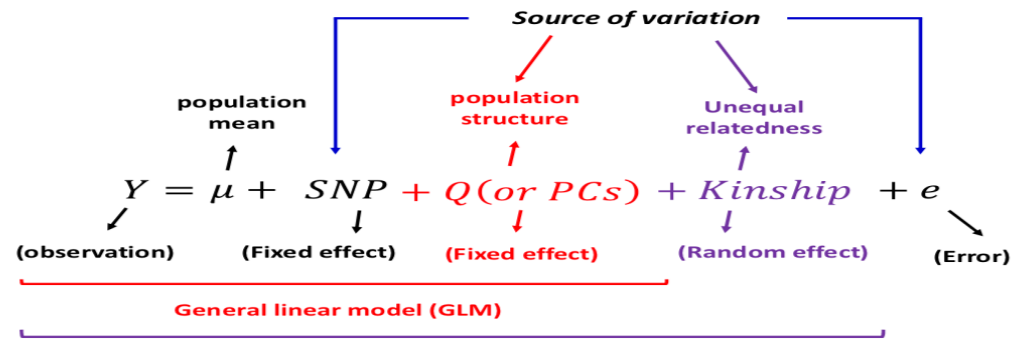 Source of variation
population
mean
population
structure
Unequal
relatedness
Y = μ + SNP + Q(or PCs) + Kinship + e
(observation) (Fixed effect) (Fixed effect) (Random effect) (Error)
General linear model (GLM)